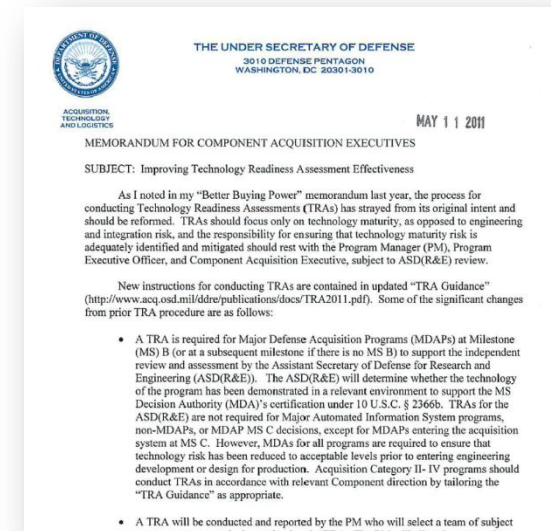 THE UNDER SECRETARY OF DEFENSE
3010 DEFENSE PENTAGON
WASHINGTON, DC 20301-3010
ACQUISITION,
TECHNOLOGY
AND LOGISTICS
MAY 1 1 2011
MEMORANDUM FOR COMPONENT ACQUISITION EXECUTIVES
SUBJECT: Improving Technology Readiness Assessment Effectiveness
As I noted in my “Better Buying Power” memorandum last year, the process for
conducting Technology Readiness Assessments (TRAs) has strayed from its original intent and
should be reformed. TRAs should focus only on technology maturity, as opposed to engineering
and integration risk, and the responsibility for ensuring that technology maturity risk is
adequately identified and mitigated should rest with the Program Manager (PM), Program
Executive Officer, and Component Acquisition Executive, subject to ASD(R&E) review.
New instructions for conducting TRAs are contained in updated “TRA Guidance”
(http://www.acq.osd.mil/ddre/publications/docs/TRA2011.pdf). Some of the significant changes
from prior TRA procedure are as follows:
• A TRA is required for Major Defense Acquisition Programs (MDAPs) at Milestone
(MS) B (or at a subsequent milestone if there is no MS B) to support the independent
review and assessment by the Assistant Secretary of Defense for Research and
Engineering (ASD(R&E)). The ASD(R&E) will determine whether the technology
of the program has been demonstrated in a relevant environment to support the MS
Decision Authority (MDA)’s certification under 10 U.S.C. § 2366b. TRAs for the
ASD(R&E) are not required for Major Automated Information System programs,
non-MDAPs, or MDAP MS C decisions, except for MDAPs entering the acquisition
system at MS C. However, MDAs for all programs are required to ensure that
technology risk has been reduced to acceptable levels prior to entering engineering
development or design for production. Acquisition Category II- IV programs should
conduct TRAs in accordance with relevant Component direction by tailoring the
“TRA Guidance” as appropriate.
• A TRA will be conducted and reported by the PM who will select a team of subject